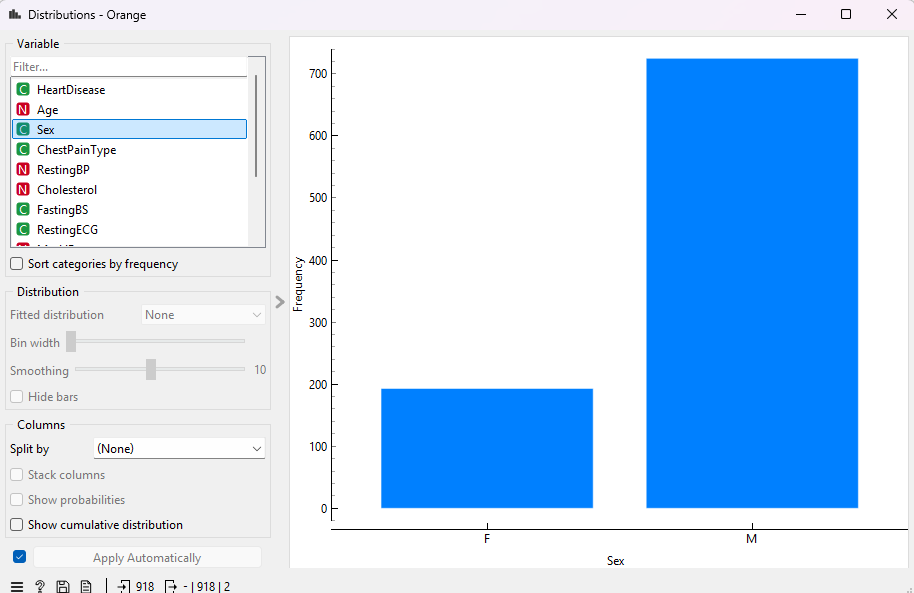 Distributions - Orange
Variable
Filter...
C HeartDisease
N Age
C Sex
C ChestPainType
N RestingBP
N Cholesterol
C FastingBS
C RestingECG
Sort categories by frequency
Distribution
Fitted distribution None
Bin width
Smoothing 10
Hide bars
Columns
Split by (None)
Stack columns
Show probabilities
Show cumulative distribution
Apply Automatically
918 - | 918 | 2
Frequency
700
600
500
400
300
200
100
0
F M
Sex